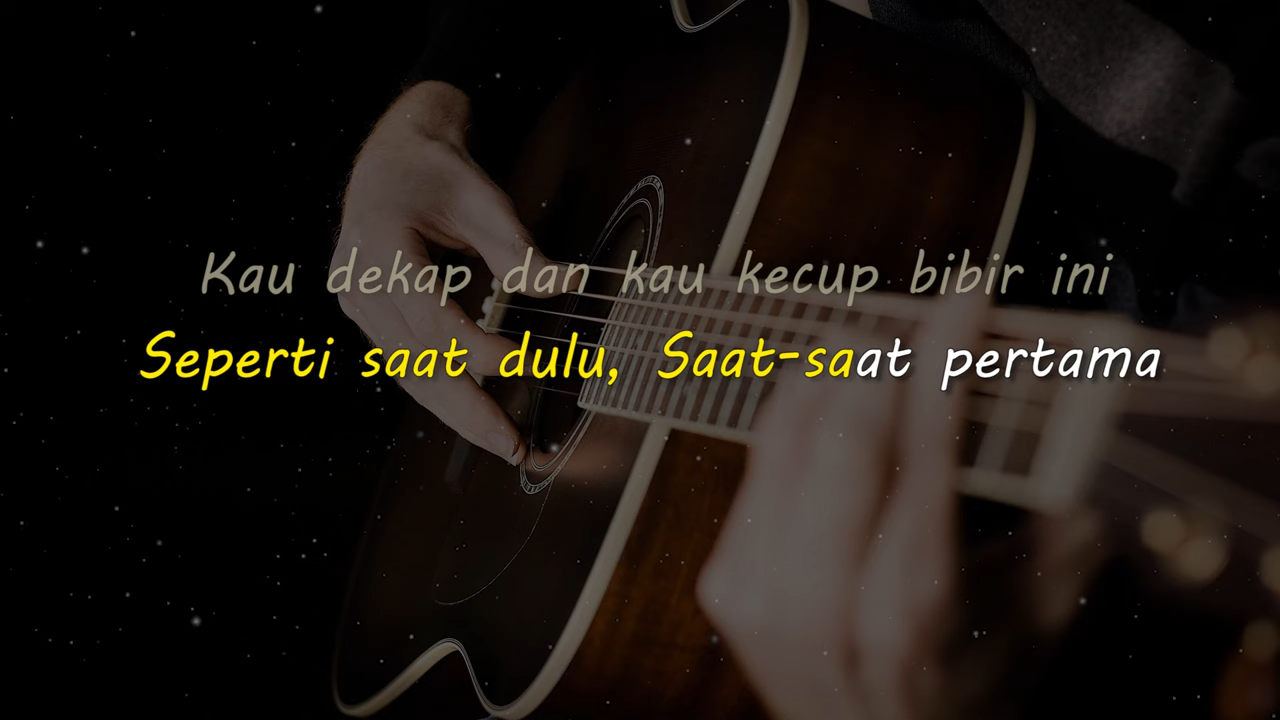 Kau dekap dan kau kecup bibir ini
Seperti saat dulu, Saat-saat pertama